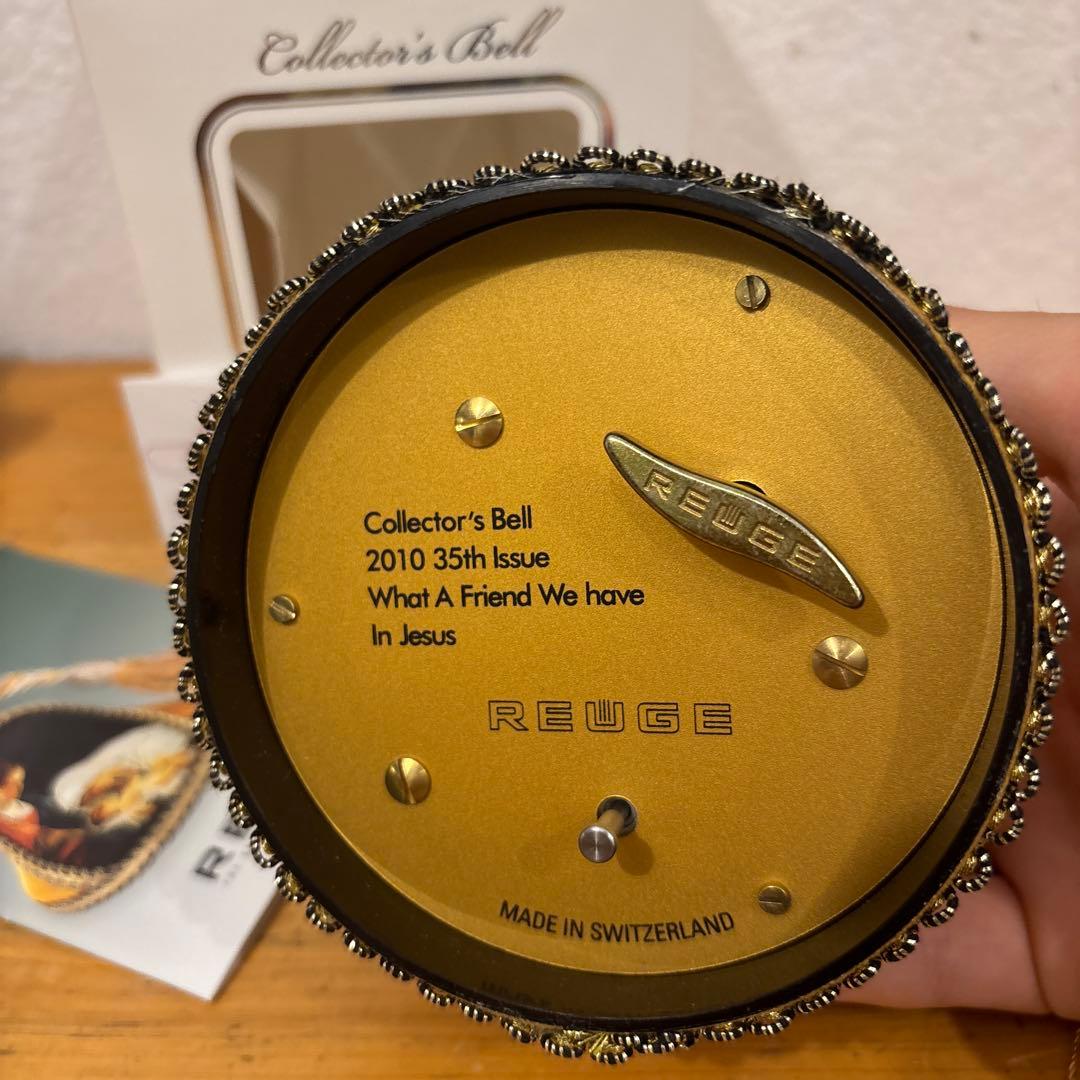 Collector's Bell
REUGE
Collector's Bell
2010 35th Issue
What A Friend We have
In Jesus
REUGE
MADE IN SWITZERLAND